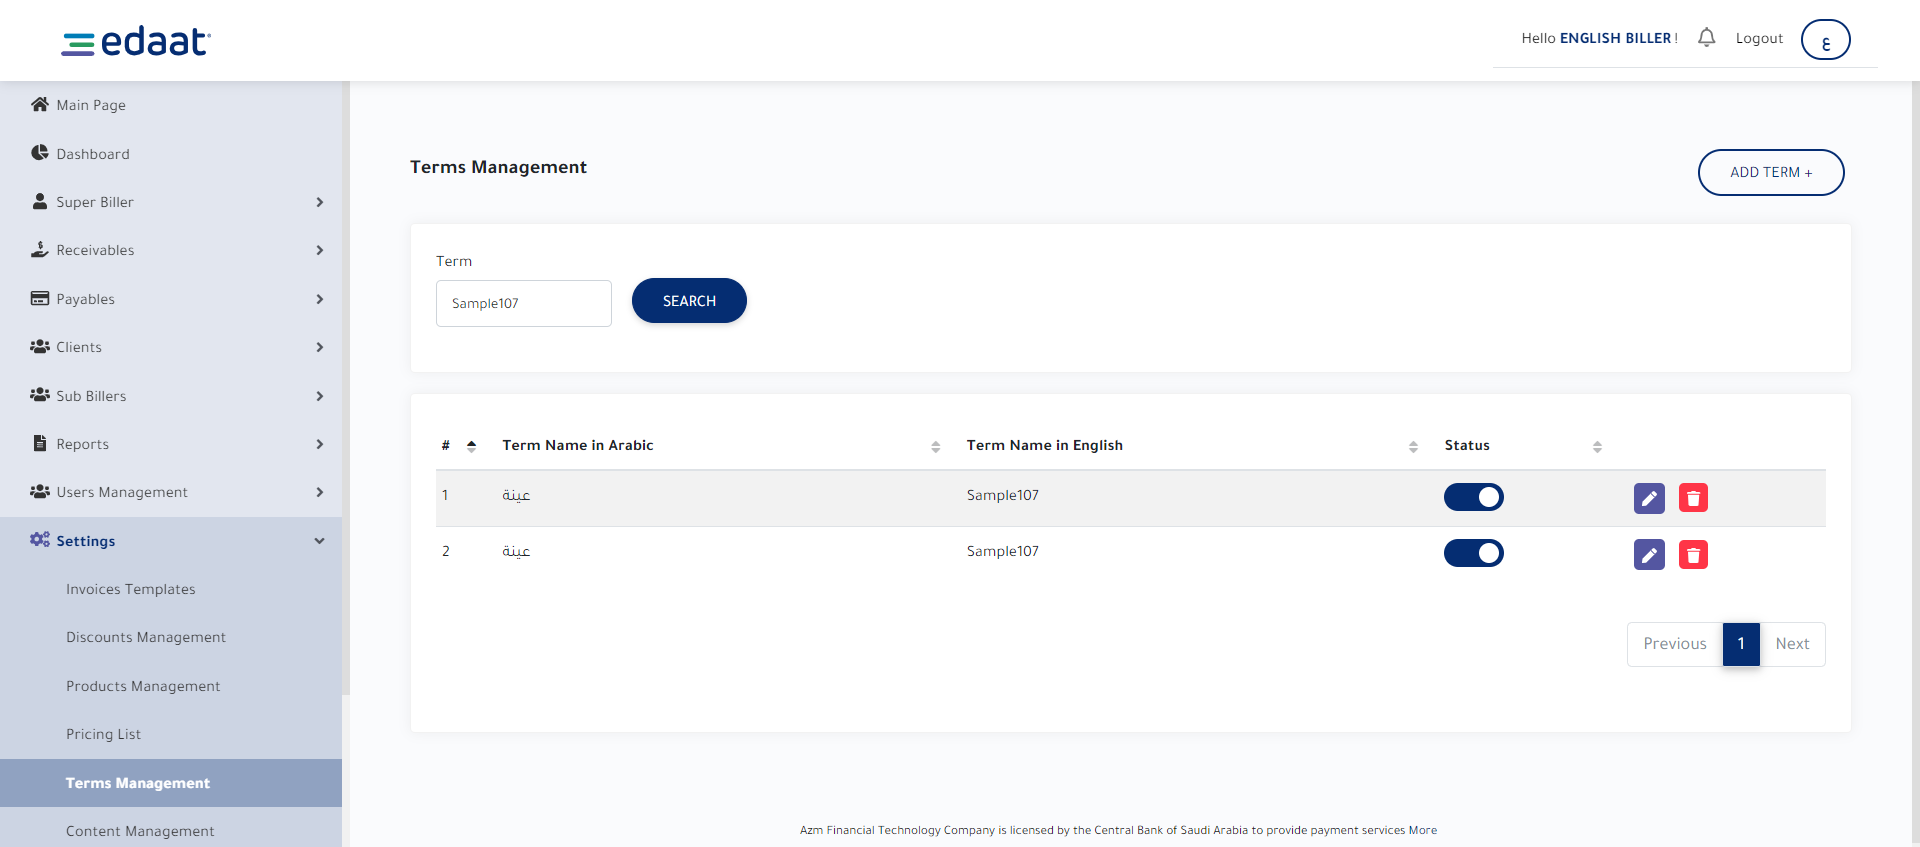 edaat
Hello ENGLISH BILLER !
Logout
ع
Main Page
Dashboard
Super Biller
Receivables
Payables
Clients
Sub Billers
Reports
Users Management
Settings
Invoices Templates
Discounts Management
Products Management
Pricing List
Terms Management
Content Management
Terms Management
ADD TERM +
Term
Sample107
SEARCH
# Term Name in Arabic Term Name in English Status
1 عينة Sample107
2 عينة Sample107
Previous 1 Next
Azm Financial Technology Company is licensed by the Central Bank of Saudi Arabia to provide payment services More